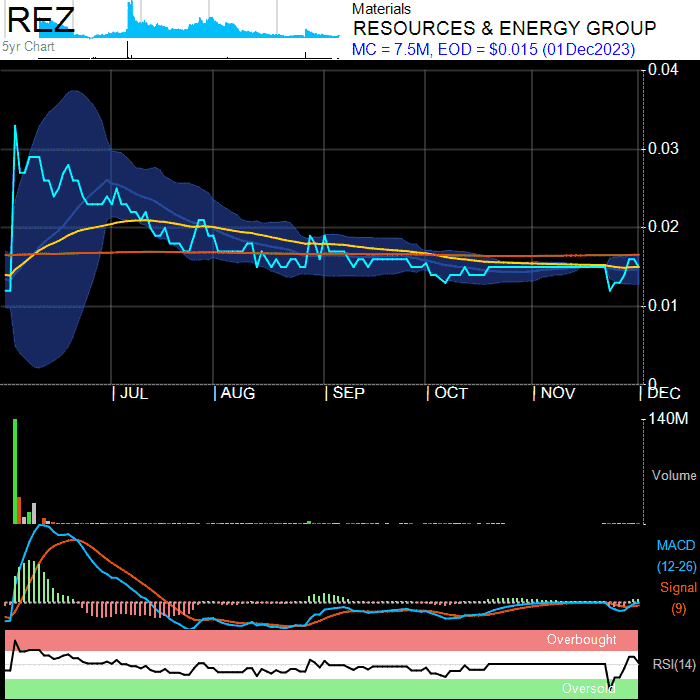 REZ
5yr Chart
Materials
RESOURCES & ENERGY GROUP
MC = 7.5M, EOD = $0.015 (01Dec2023)
0.04
0.03
0.02
0.01
0
JUL AUG SEP OCT NOV DEC
140M
Volume
MACD
(12-26)
Signal
(9)
Overbought
RSI(14)
Oversold